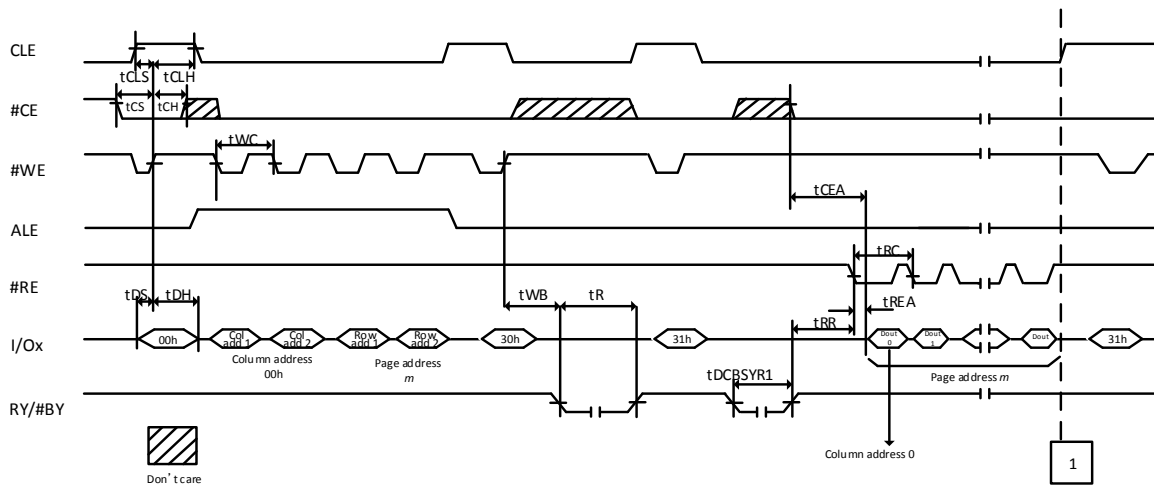 CLE
tCLS
tCLH
#CE
tCS
tCH
tWC
#WE
tCEA
ALE
tRC
#RE
tDS
tDH
tWB
tR
tREA
tRR
I/Ox
00h
Col
add 1
Col
add 2
Row
add 1
Row
add 2
30h
31h
Dout
0
Dout
1
Dout
31h
Column address
00h
Page address
m
tDCBSYR1
Page address m
RY/#BY
Column address 0
1
Don't care